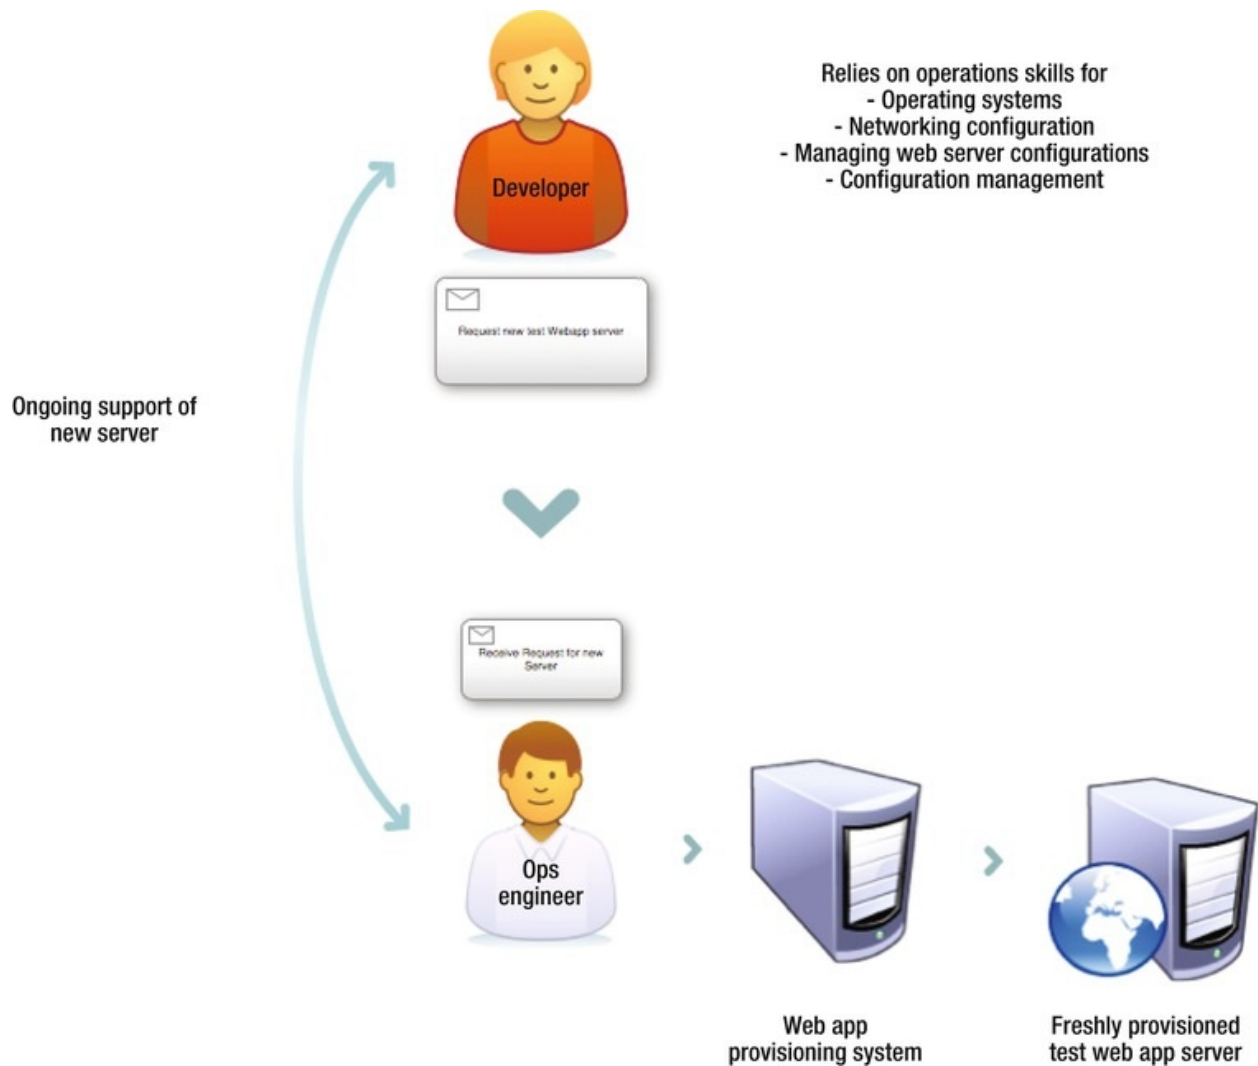 Relies on operations skills for
- Operating systems
- Networking configuration
- Managing web server configurations
- Configuration management
Developer
Request new test Webapp server
Ongoing support of
new server
Receive Request for new
Server
Ops
engineer
Web app
provisioning system
Freshly provisioned
test web app server